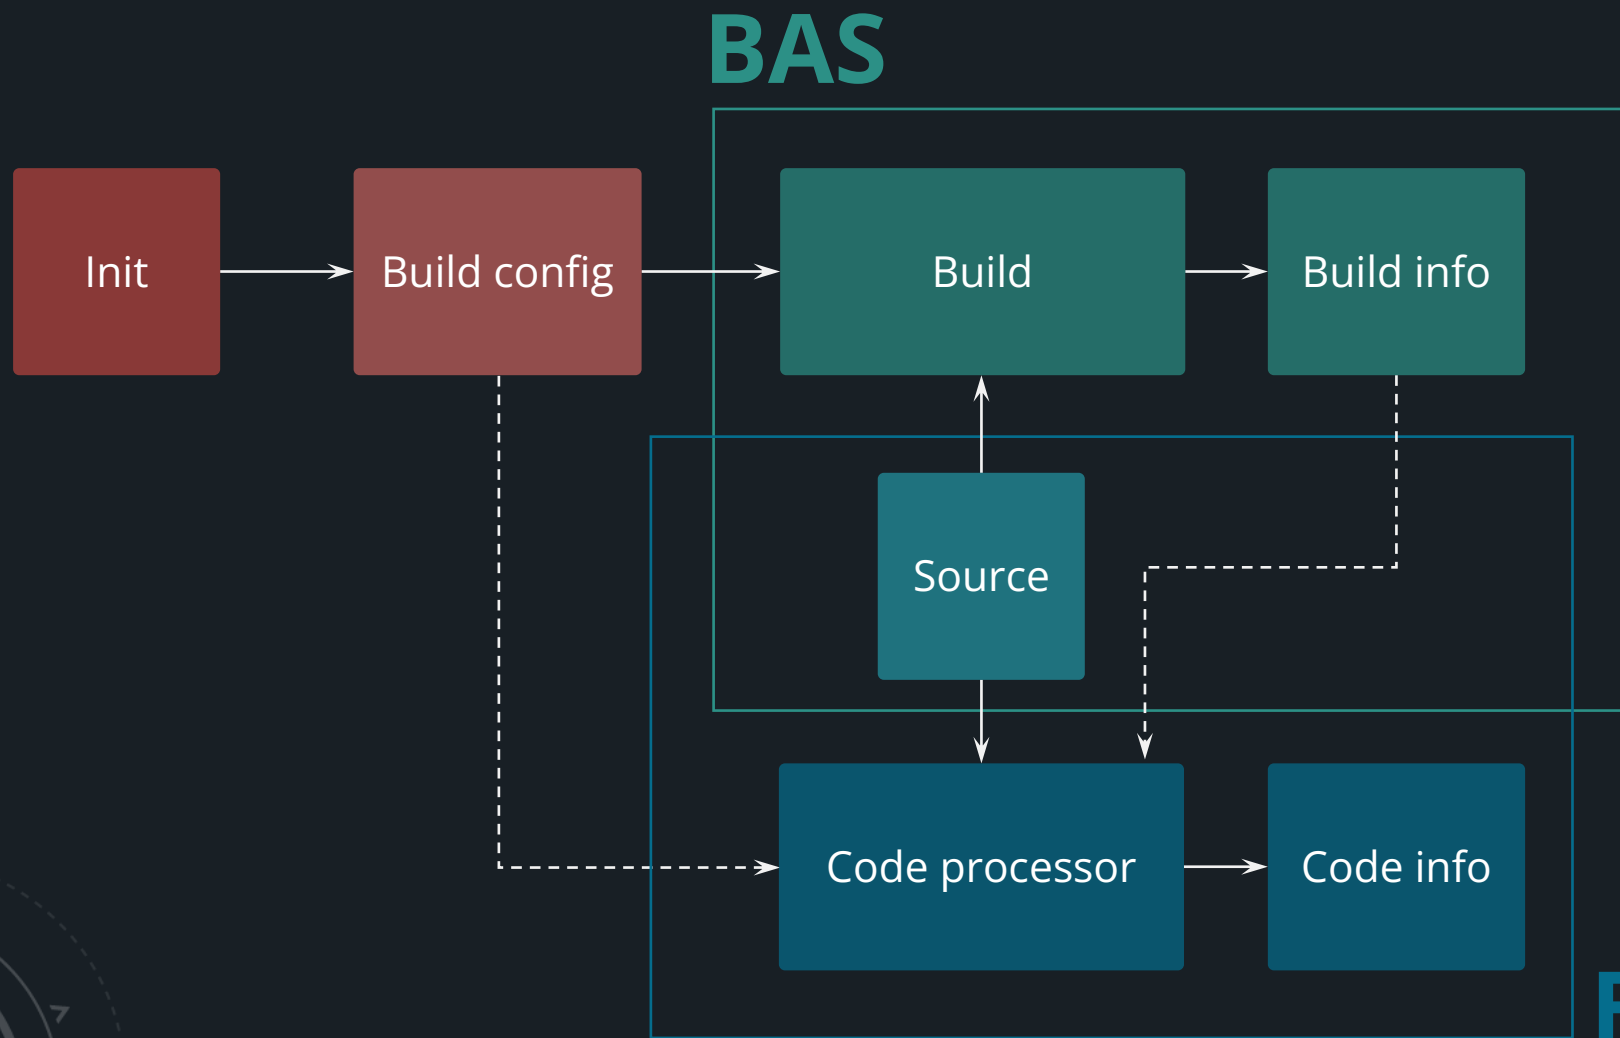 BAS
Init
Build config
Build
Build info
Source
Code processor
Code info